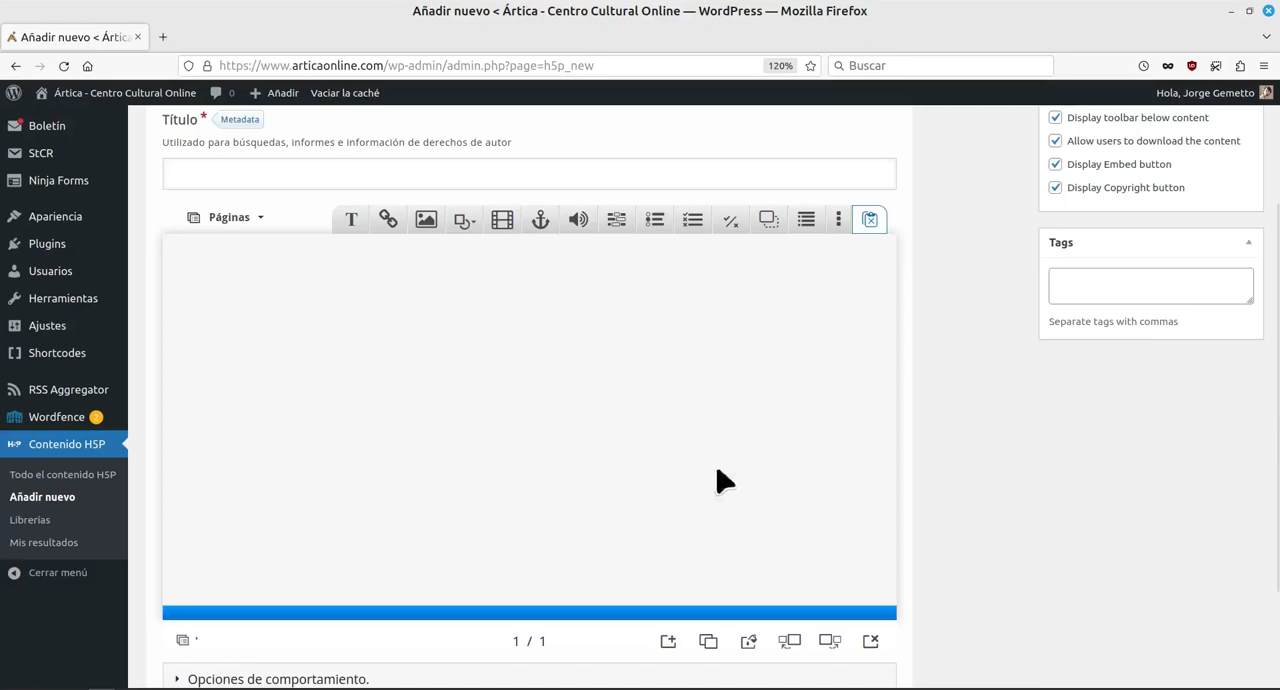 Añadir nuevo < Ártica - Centro Cultural Online — WordPress — Mozilla Firefox
Añadir nuevo < Ártica
https://www.articaonline.com/wp-admin/admin.php?page=h5p_new
120%
Buscar
Ártica - Centro Cultural Online
0
Añadir
Vaciar la caché
Hola, Jorge Gemetto
Boletín
StCR
Ninja Forms
Apariencia
Plugins
Usuarios
Herramientas
Ajustes
Shortcodes
RSS Aggregator
Wordfence 2
H5P Contenido H5P
Todo el contenido H5P
Añadir nuevo
Librerías
Mis resultados
Cerrar menú
Título *
Metadata
Utilizado para búsquedas, informes e información de derechos de autor
Páginas
T
1 / 1
Opciones de comportamiento.
Display toolbar below content
Allow users to download the content
Display Embed button
Display Copyright button
Tags
Separate tags with commas